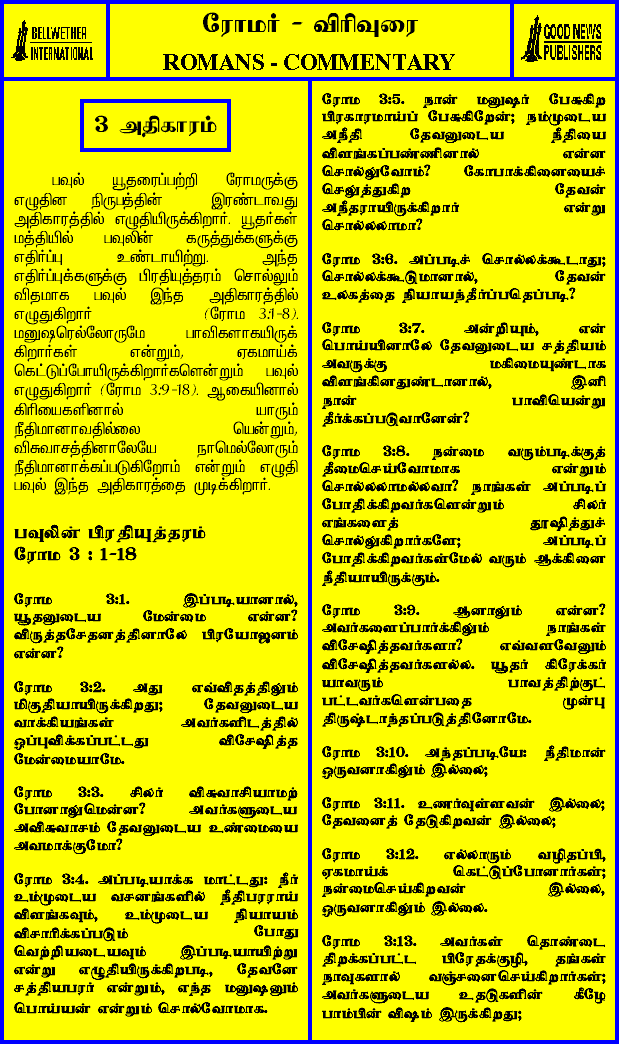 BELLWETHER
INTERNATIONAL
ரோமர் - விரிவுரை
ROMANS - COMMENTARY
GOOD NEWS
PUBLISHERS
3 அதிகாரம்
பவுல் யூதரைப்பற்றி ரோமருக்கு
எழுதின நிருபத்தின் இரண்டாவது
அதிகாரத்தில் எழுதியிருக்கிறார். யூதர்கள்
மத்தியில் பவுலின் கருத்துக்களுக்கு
எதிர்ப்பு உண்டாயிற்று. அந்த
எதிர்ப்புக்களுக்கு பிரதியுத்தரம் சொல்லும்
விதமாக பவுல் இந்த அதிகாரத்தில்
எழுதுகிறார் (ரோம 3:1-8).
மனுஷரெல்லோருமே பாவிகளாகயிருக்
கிறார்கள் என்றும், ஏகமாய்க்
கெட்டுப்போயிருக்கிறார்களென்றும் பவுல்
எழுதுகிறார் (ரோம 3:9-18). ஆகையினால்
கிரியைகளினால் யாரும்
நீதிமானாவதில்லை யென்றும்,
விசுவாசத்தினாலேயே நாமெல்லோரும்
நீதிமானாக்கப்படுகிறோம் என்றும் எழுதி
பவுல் இந்த அதிகாரத்தை முடிக்கிறார்.
பவுலின் பிரதியுத்தரம்
ரோம 3 : 1-18
ரோம 3:1. இப்படியானால்,
யூதனுடைய மேன்மை என்ன?
விருத்தசேதனத்தினாலே பிரயோஜனம்
என்ன?
ரோம 3:2. அது எவ்விதத்திலும்
மிகுதியாயிருக்கிறது; தேவனுடைய
வாக்கியங்கள் அவர்களிடத்தில்
ஒப்புவிக்கப்பட்டது விசேஷித்த
மேன்மையாமே.
ரோம 3:3. சிலர் விசுவாசியாமற்
போனாலுமென்ன? அவர்களுடைய
அவிசுவாசம் தேவனுடைய உண்மையை
அவமாக்குமோ?
ரோம 3:4. அப்படியாக்க மாட்டாது: நீர்
உம்முடைய வசனங்களில் நீதிபரராய்
விளங்கவும், உம்முடைய நியாயம்
விசாரிக்கப்படும் போது
வெற்றியடையவும் இப்படியாயிற்று
என்று எழுதியிருக்கிறபடி, தேவனே
சத்தியபரர் என்றும், எந்த மனுஷனும்
பொய்யன் என்றும் சொல்வோமாக.
ரோம 3:5. நான் மனுஷர் பேசுகிற
பிரகாரமாய்ப் பேசுகிறேன்; நம்முடைய
அநீதி தேவனுடைய நீதியை
விளங்கப்பண்ணினால் என்ன
சொல்லுவோம்? கோபாக்கினையைச்
செலுத்துகிற தேவன்
அநீதராயிருக்கிறார் என்று
சொல்லலாமா?
ரோம 3:6. அப்படிச் சொல்லக்கூடாது;
சொல்லக்கூடுமானால், தேவன்
உலகத்தை நியாயந்தீர்ப்பதெப்படி?
ரோம 3:7. அன்றியும், என்
பொய்யினாலே தேவனுடைய சத்தியம்
அவருக்கு மகிமையுண்டாக
விளங்கினதுண்டானால், இனி
நான் பாவியென்று
தீர்க்கப்படுவானேன்?
ரோம 3:8. நன்மை வரும்படிக்குத்
தீமைசெய்வோமாக என்றும்
சொல்லலாமல்லவா? நாங்கள் அப்படிப்
போதிக்கிறவர்களென்றும் சிலர்
எங்களைத் தூஷித்துச்
சொல்லுகிறார்களே; அப்படிப்
போதிக்கிறவர்கள்மேல் வரும் ஆக்கினை
நீதியாயிருக்கும்.
ரோம 3:9. ஆனாலும் என்ன?
அவர்களைப்பார்க்கிலும் நாங்கள்
விசேஷித்தவர்களா? எவ்வளவேனும்
விசேஷித்தவர்களல்ல. யூதர் கிரேக்கர்
யாவரும் பாவத்திற்குட்
பட்டவர்களென்பதை முன்பு
திருஷ்டாந்தப்படுத்தினோமே.
ரோம 3:10. அந்தப்படியே: நீதிமான்
ஒருவனாகிலும் இல்லை;
ரோம 3:11. உணர்வுள்ளவன் இல்லை;
தேவனைத் தேடுகிறவன் இல்லை;
ரோம 3:12. எல்லாரும் வழிதப்பி,
ஏகமாய்க் கெட்டுப்போனார்கள்;
நன்மைசெய்கிறவன் இல்லை,
ஒருவனாகிலும் இல்லை.
ரோம 3:13. அவர்கள் தொண்டை
திறக்கப்பட்ட பிரேதக்குழி, தங்கள்
நாவுகளால் வஞ்சனைசெய்கிறார்கள்;
அவர்களுடைய உதடுகளின் கீழே
பாம்பின் விஷம் இருக்கிறது;